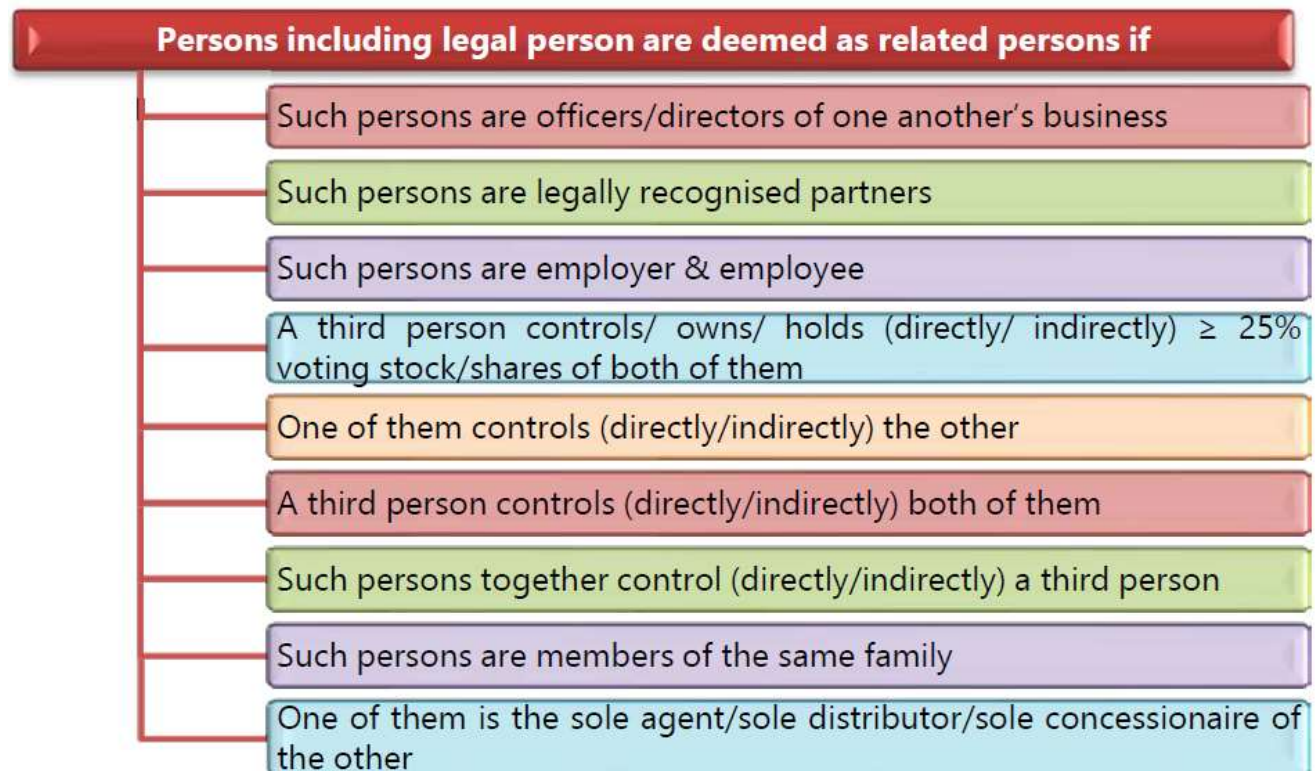 Persons including legal person are deemed as related persons if
Such persons are officers/directors of one another's business
Such persons are legally recognised partners
Such persons are employer & employee
A third person controls/ owns/ holds (directly/ indirectly) ≥ 25%
voting stock/shares of both of them
One of them controls (directly/indirectly) the other
A third person controls (directly/indirectly) both of them
Such persons together control (directly/indirectly) a third person
Such persons are members of the same family
One of them is the sole agent/sole distributor/sole concessionaire of
the other